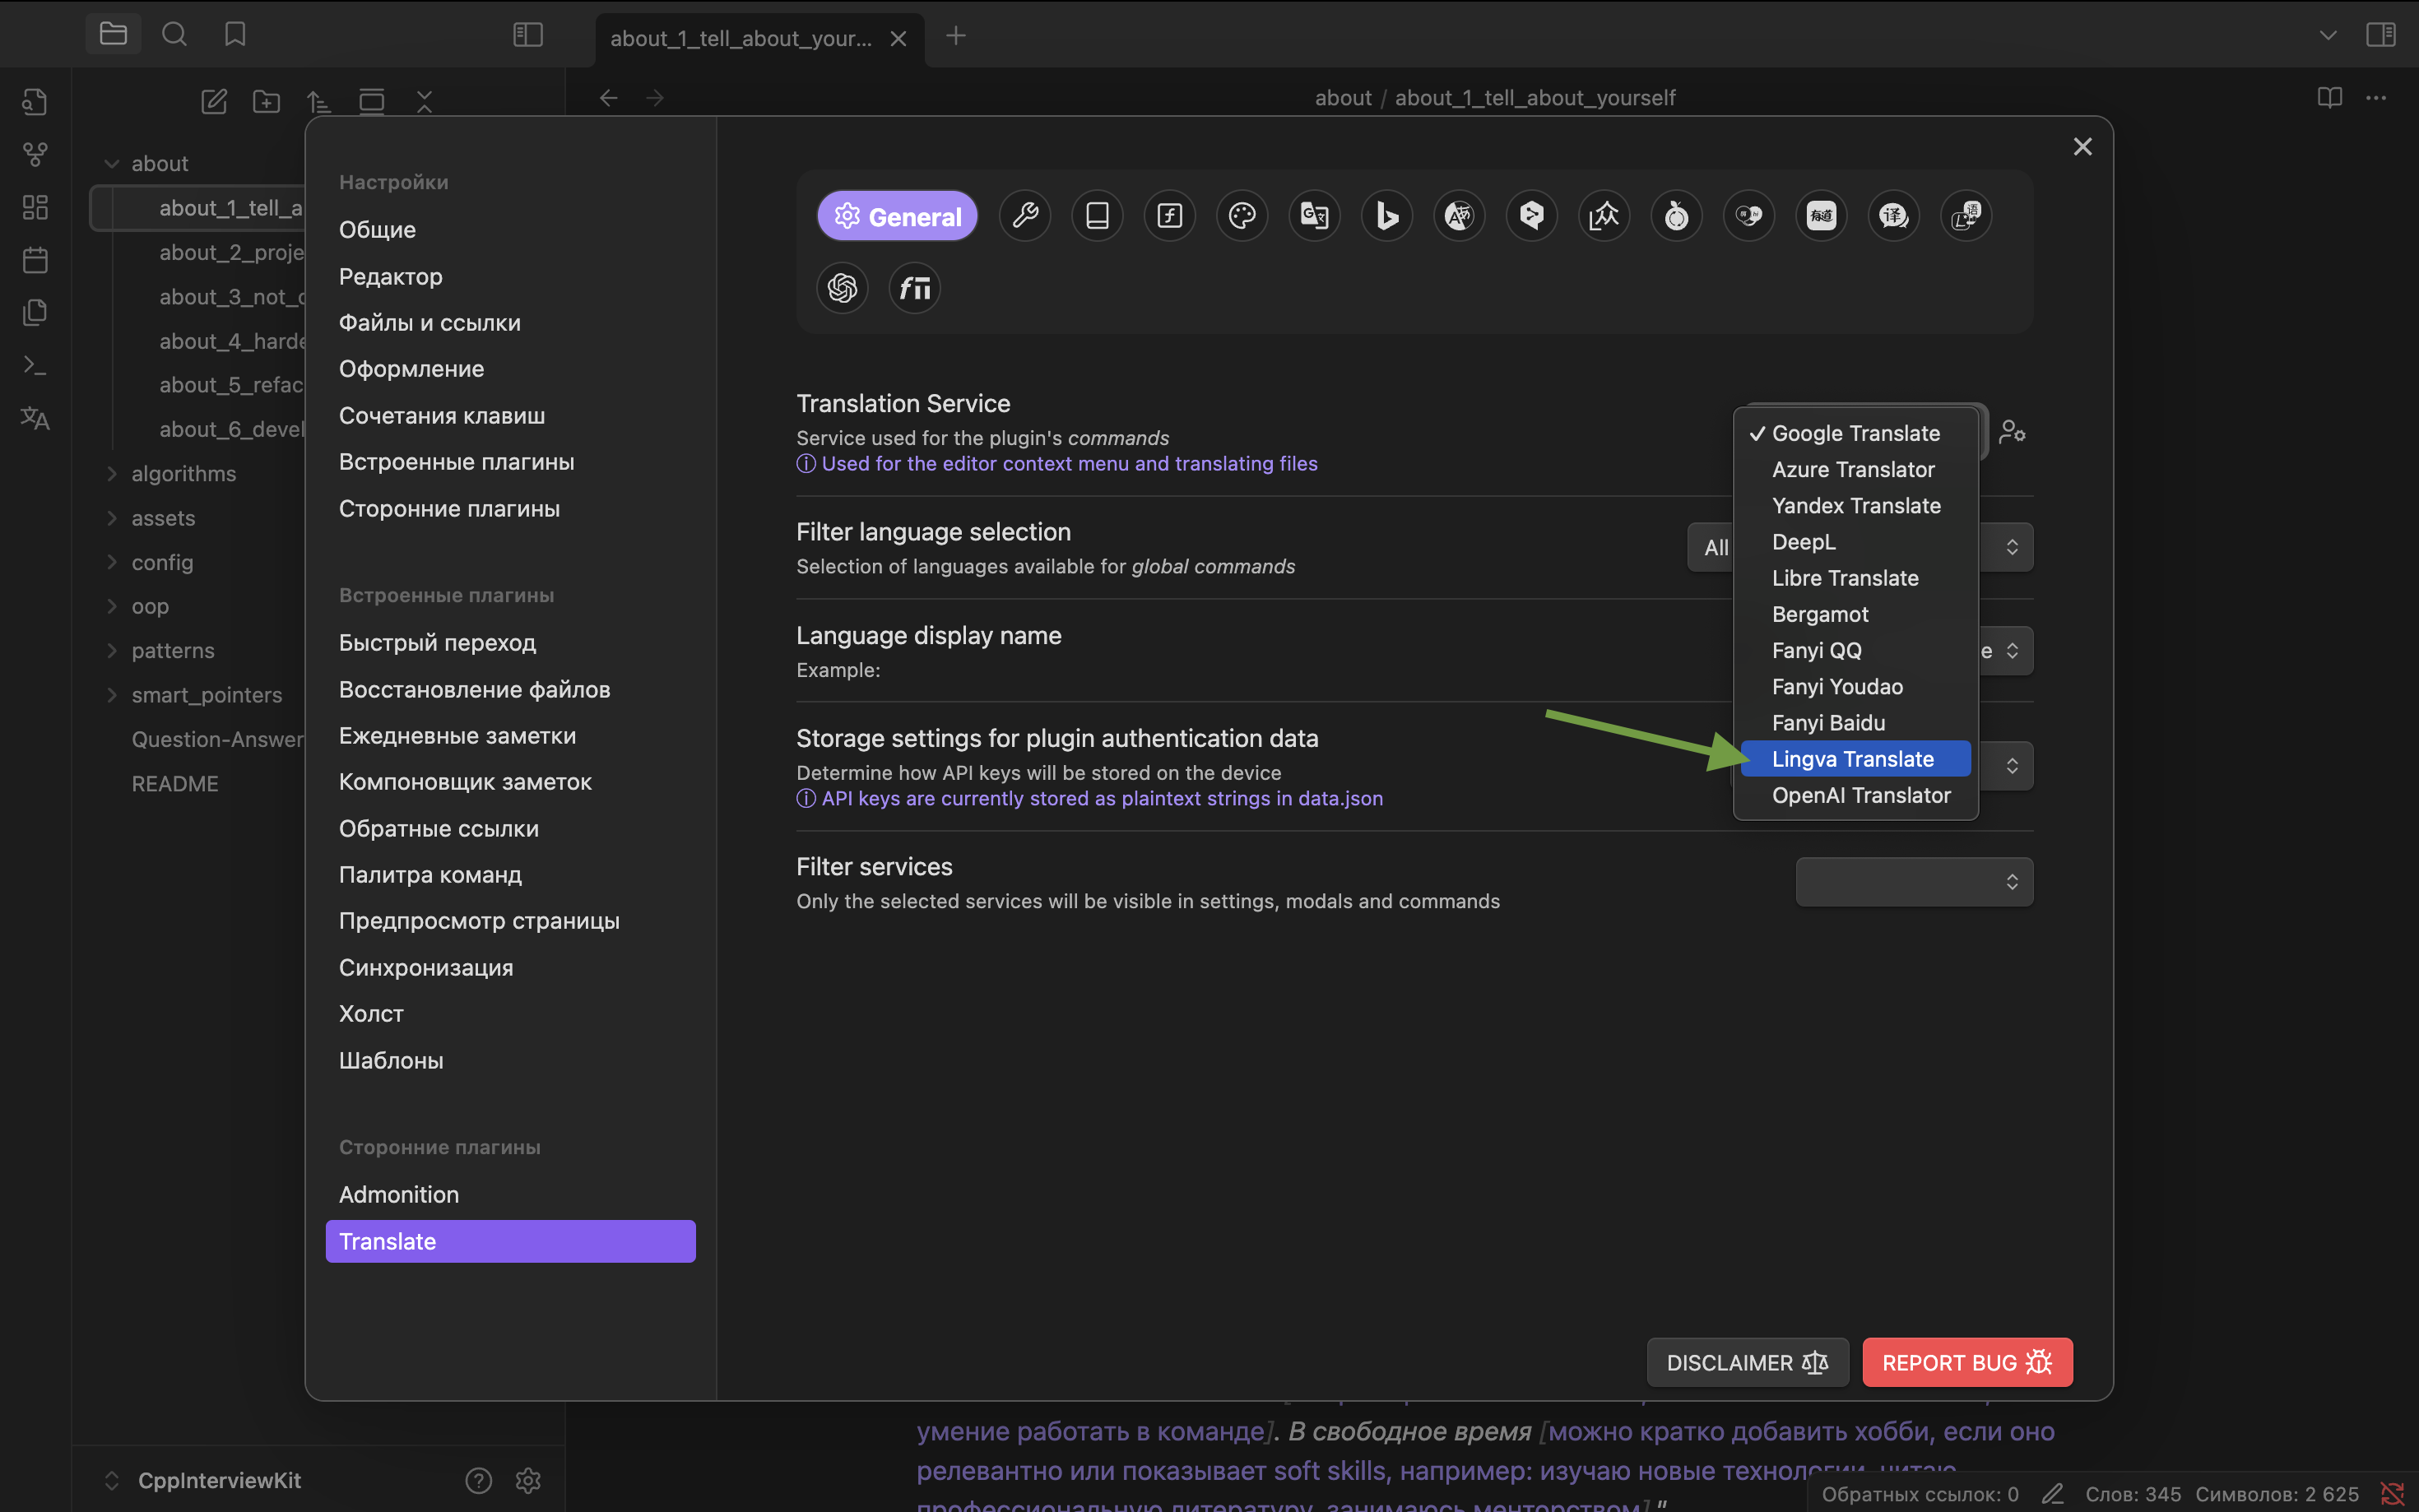 about_1_tell_about_your...
about / about_1_tell_about_yourself
about
about_1_tell_a
about_2_proje
about_3_not_
about_4_harde
about_5_refac
about_6_devel
algorithms
assets
config
oop
patterns
smart_pointers
Question-Answer
README
CppInterviewKit
Настройки
Общие
Редактор
Файлы и ссылки
Оформление
Сочетания клавиш
Встроенные плагины
Сторонние плагины
Встроенные плагины
Быстрый переход
Восстановление файлов
Ежедневные заметки
Компоновщик заметок
Обратные ссылки
Палитра команд
Предпросмотр страницы
Синхронизация
Холст
Шаблоны
Сторонние плагины
Admonition
Translate
General
Translation Service
Service used for the plugin's commands
Used for the editor context menu and translating files
Filter language selection
Selection of languages available for global commands
All
Language display name
Example:
e
Storage settings for plugin authentication data
Determine how API keys will be stored on the device
API keys are currently stored as plaintext strings in data.json
Filter services
Only the selected services will be visible in settings, modals and commands
✓ Google Translate
Azure Translator
Yandex Translate
DeepL
Libre Translate
Bergamot
Fanyi QQ
Fanyi Youdao
Fanyi Baidu
Lingva Translate
OpenAI Translator
DISCLAIMER
REPORT BUG
умение работать в команде]. В свободное время [можно кратко добавить хобби, если оно
релевантно или показывает soft skills, например: изучаю новые технологии, читаю
профессиональную литературу, занимаюсь менторством]."
Обратных ссылок: 0
Слов: 345
Символов: 2 625